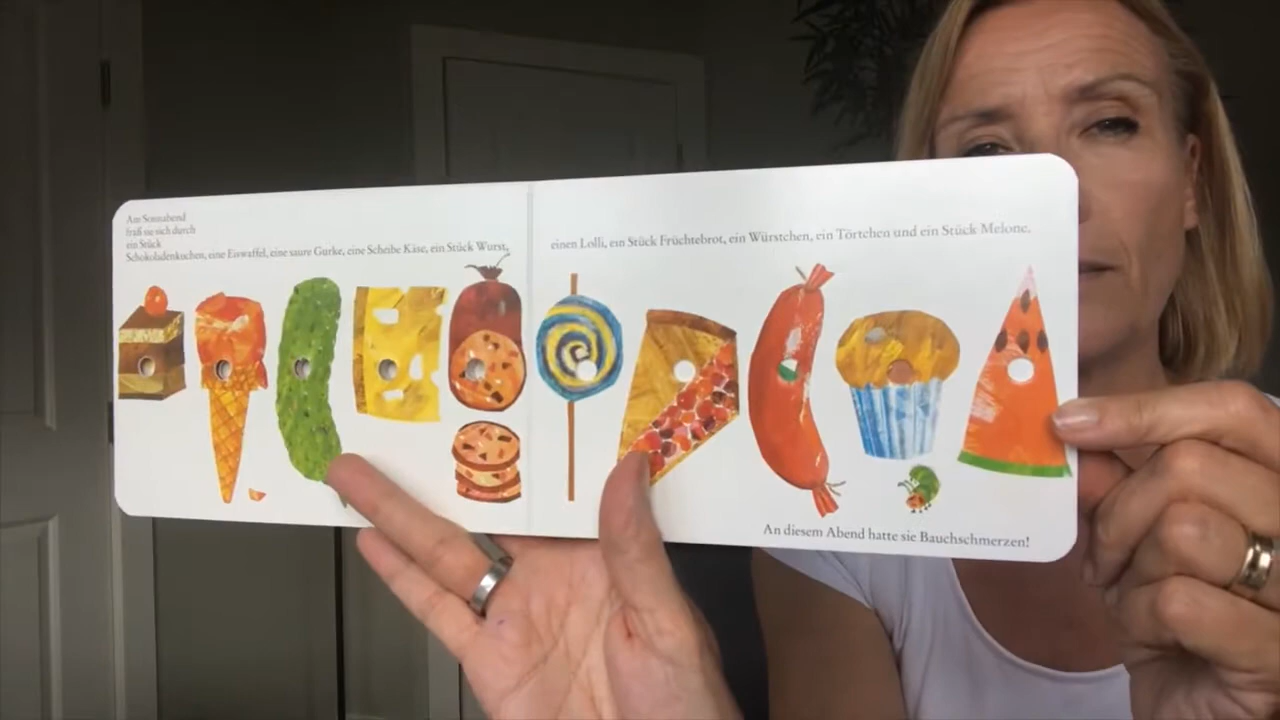 Am Sonnabend
fraß sie sich durch
ein Stück
Schokoladenkuchen, eine Eiswaffel, eine saure Gurke, eine Scheibe Käse, ein Stück Wurst,
einen Lolli, ein Stück Früchtebrot, ein Würstchen, ein Törtchen und ein Stück Melone.
An diesem Abend hatte sie Bauchschmerzen!